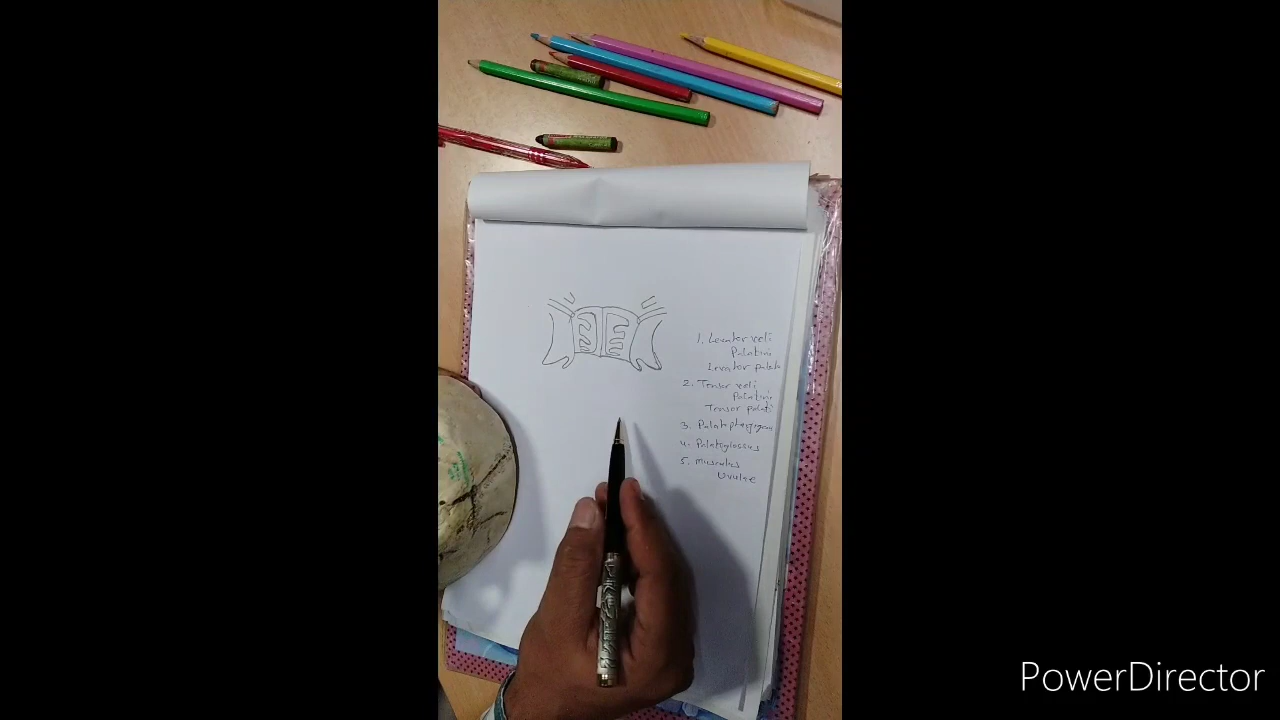 1. Levator veli
Palatini
Levator palati
2. Tensor veli
Palatini
Tensor palati
3.
4. Palatoglossus
5. Musculus
Uvulae
PowerDirector